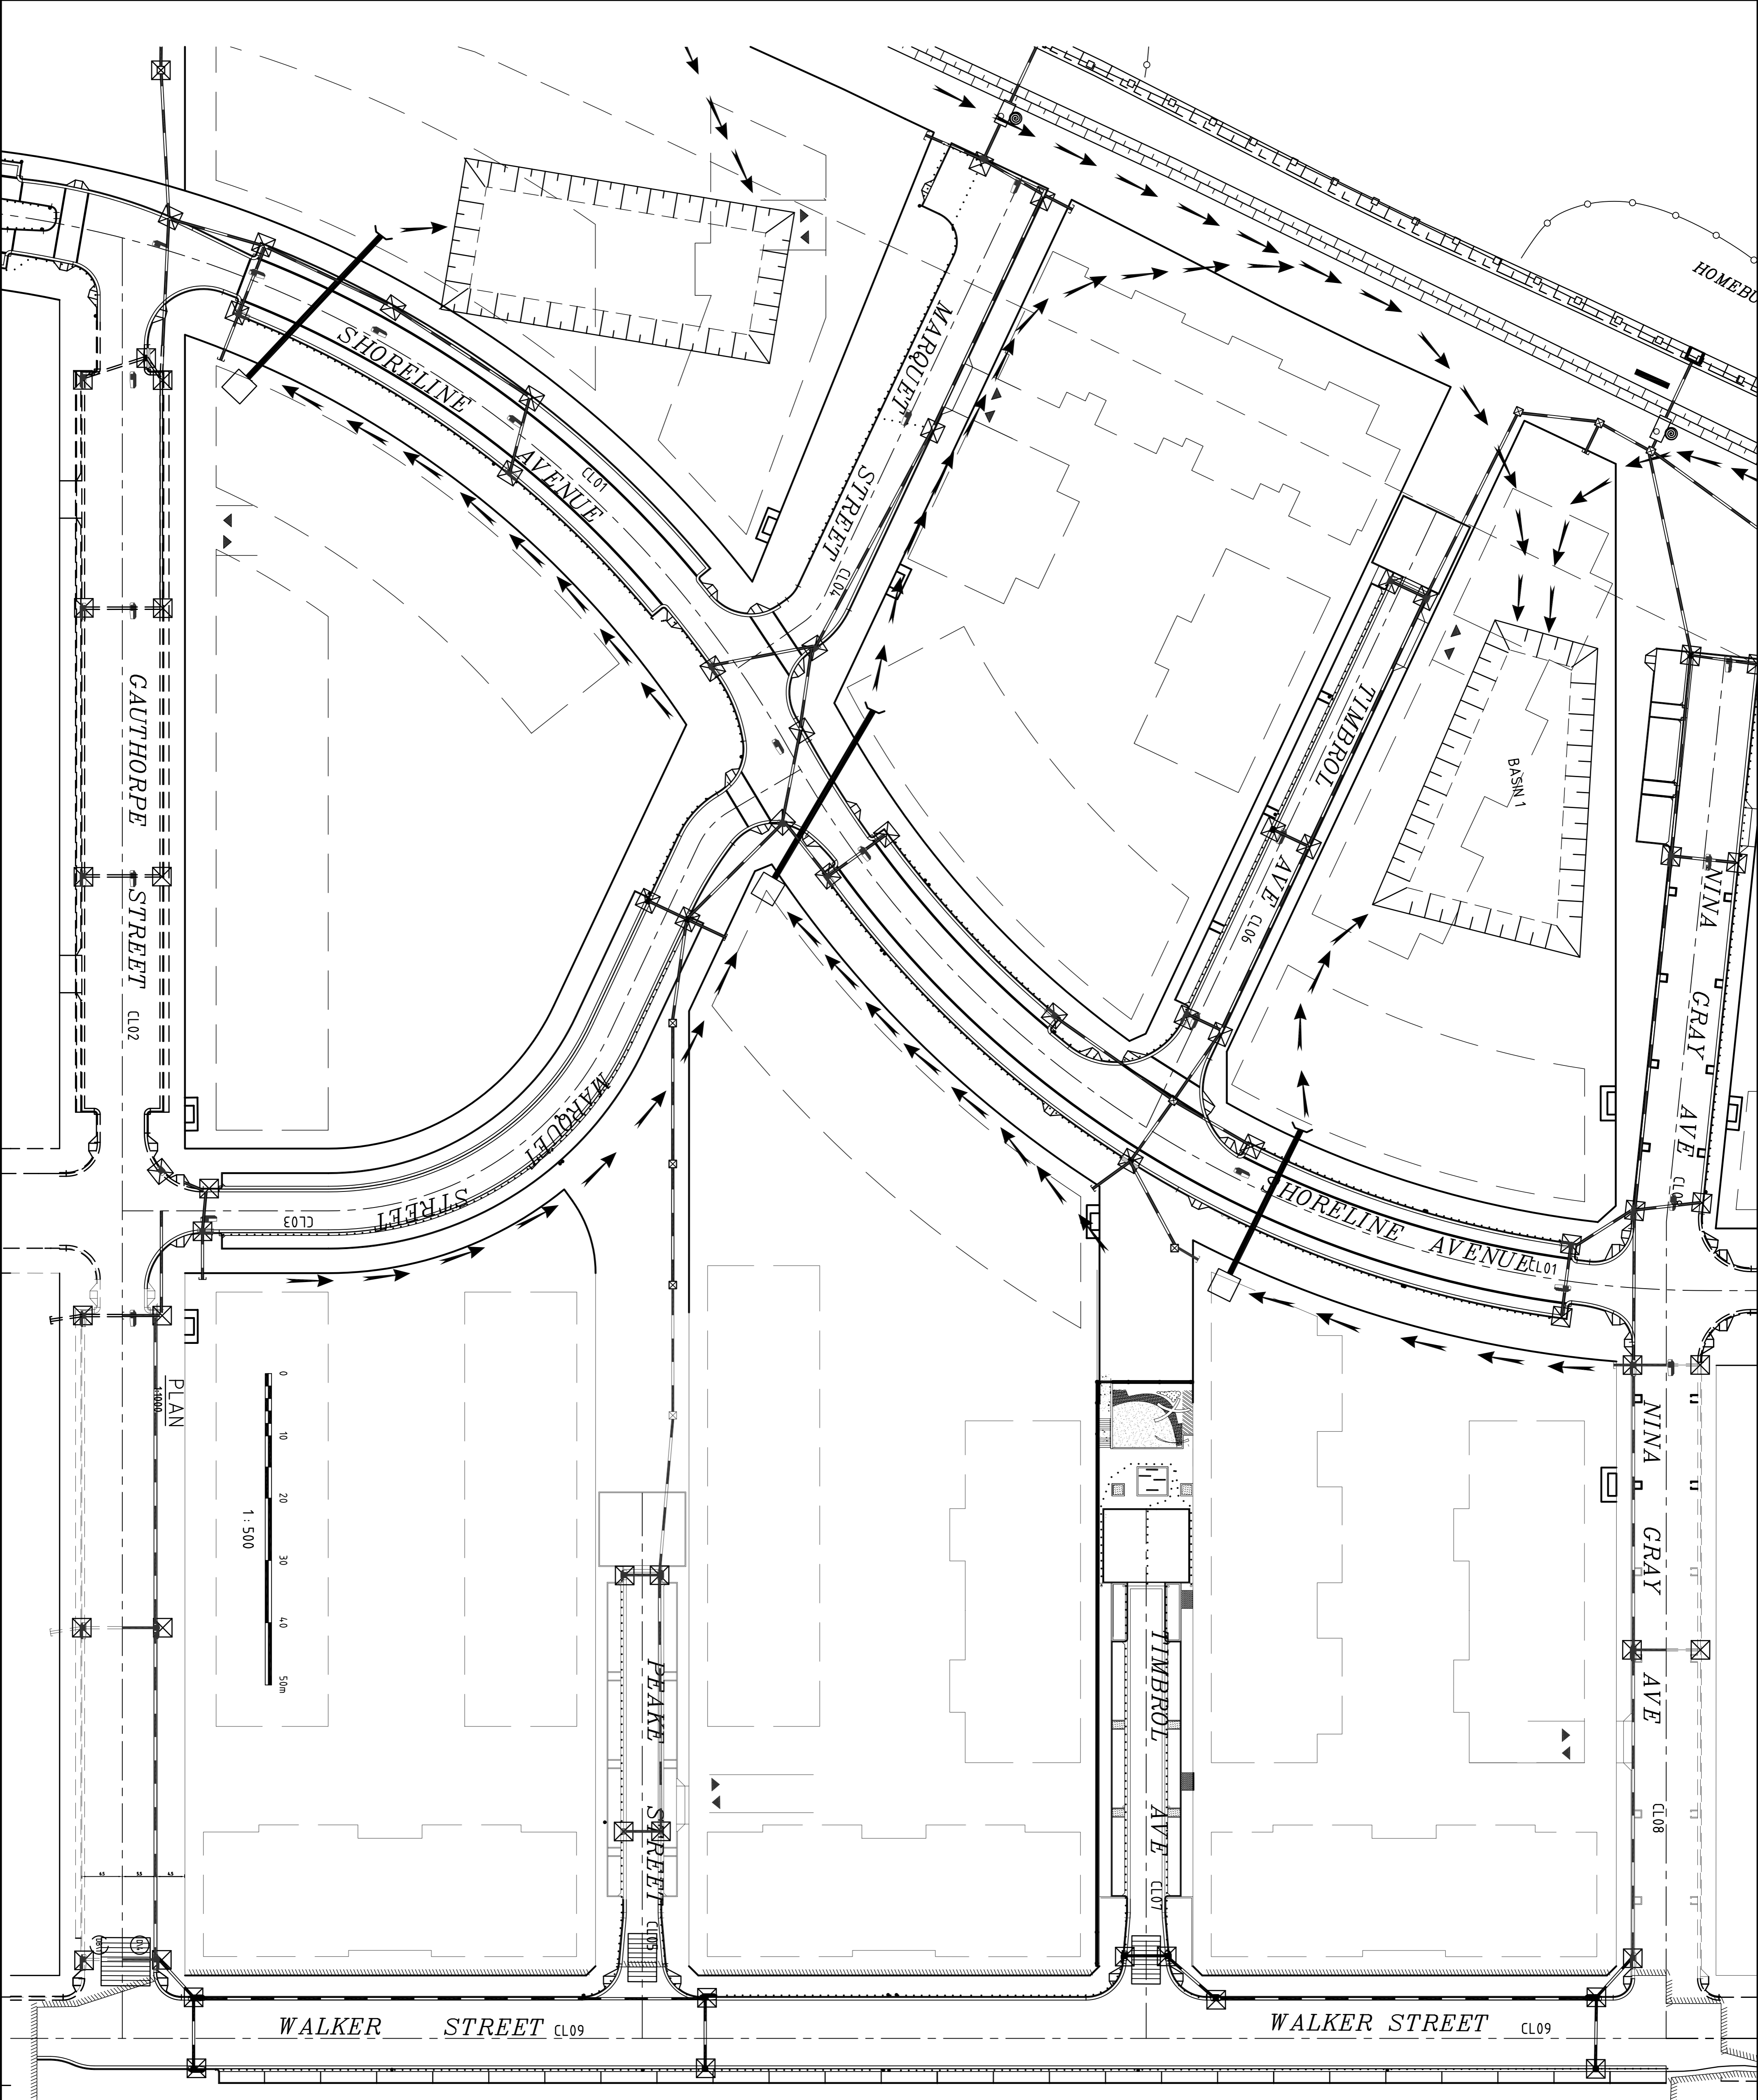 HOMEBU
SHORELINE
AVENUE
CL01
MARQUET
STREET
CL04
GAUTHORPE
STREET
CL02
TIMBROL
AVE
CL06
BASIN 1
NINA
GRAY
AVE
MARQUET
STREET
CL03
SHORELINE AVENUE
CL01
PLAN
1:1000
0
10
20
30
40
50m
1:500
NINA
GRAY
AVE
CL08
PEAKE
STREET
CL05
TIMBROL
AVE
CL07
WALKER STREET CL09
WALKER STREET CL09